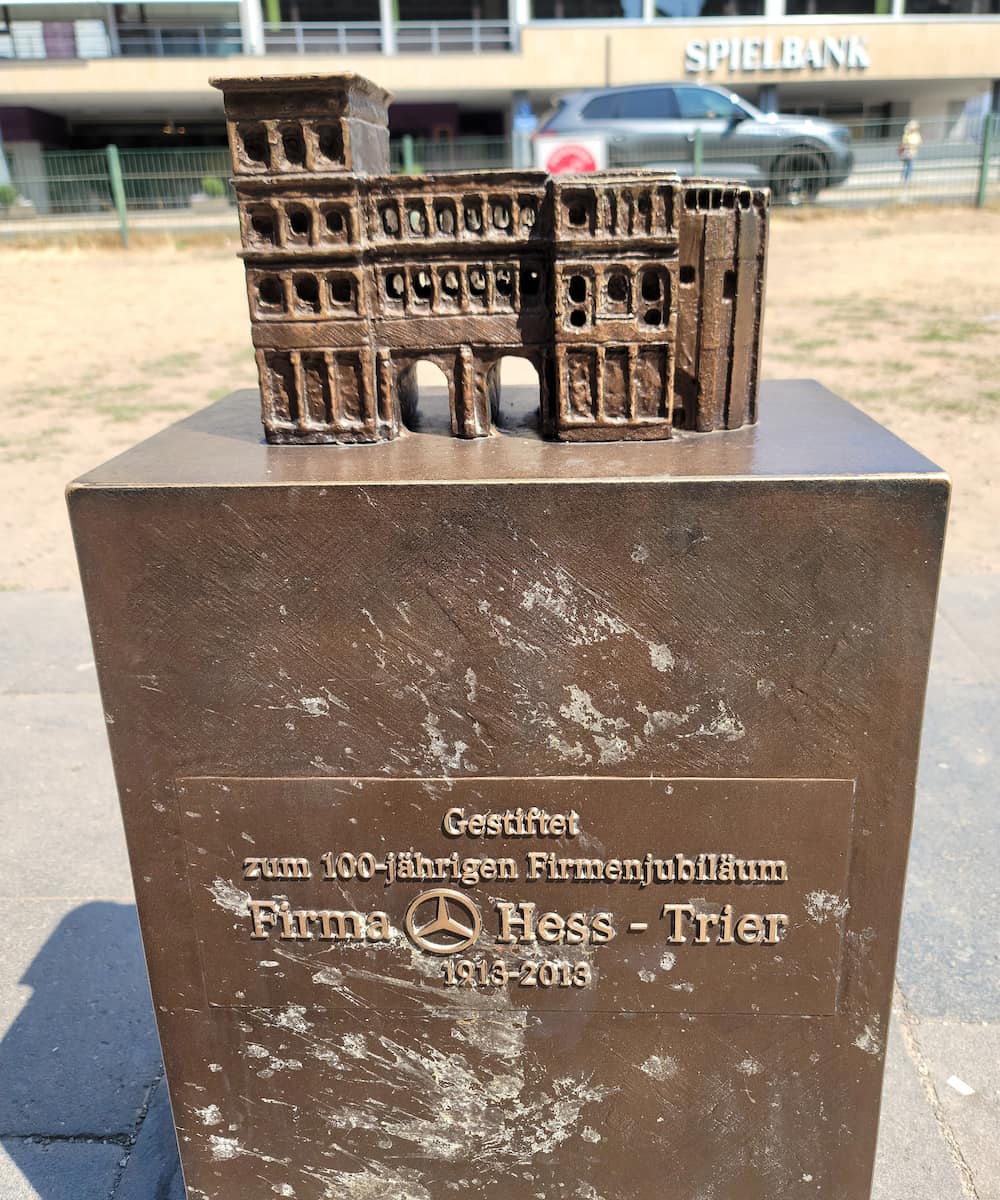 SPIELBANK
Gestiftet
zum 100-jährigen Firmenjubiläum
Firma Hess - Trier
1913-2013